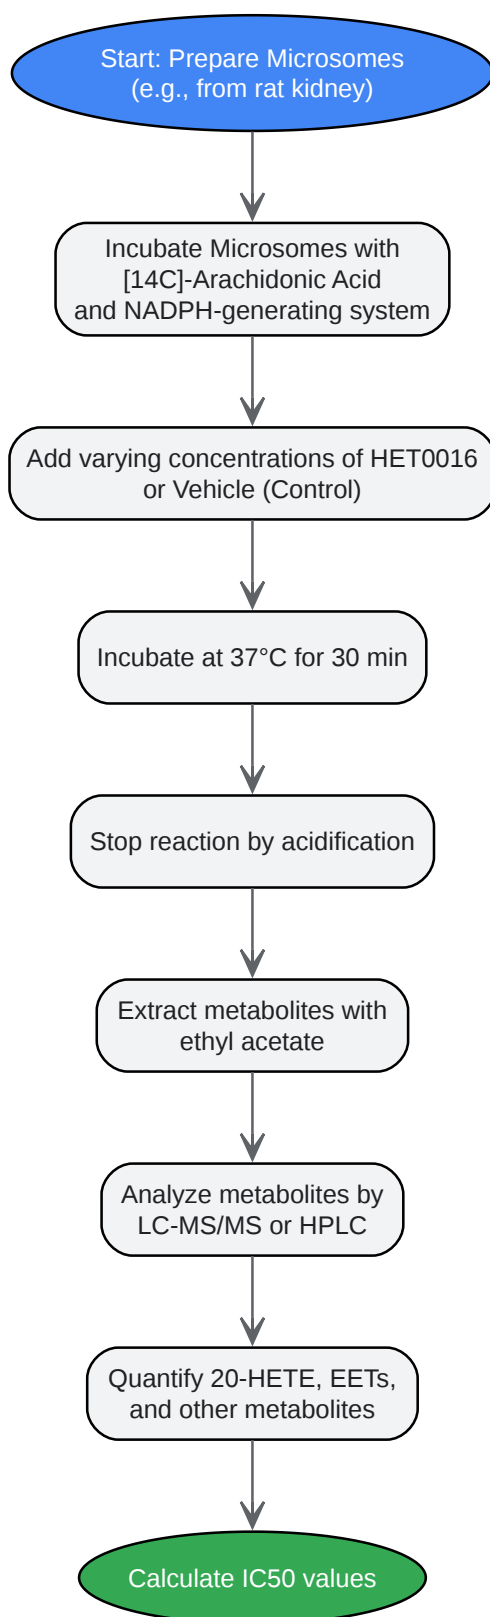 Start: Prepare Microsomes
(e.g., from rat kidney)
Incubate Microsomes with
[14C]-Arachidonic Acid
and NADPH-generating system
Add varying concentrations of HET0016
or Vehicle (Control)
Incubate at 37°C for 30 min
Stop reaction by acidification
Extract metabolites with
ethyl acetate
Analyze metabolites by
LC-MS/MS or HPLC
Quantify 20-HETE, EETs,
and other metabolites
Calculate IC50 values